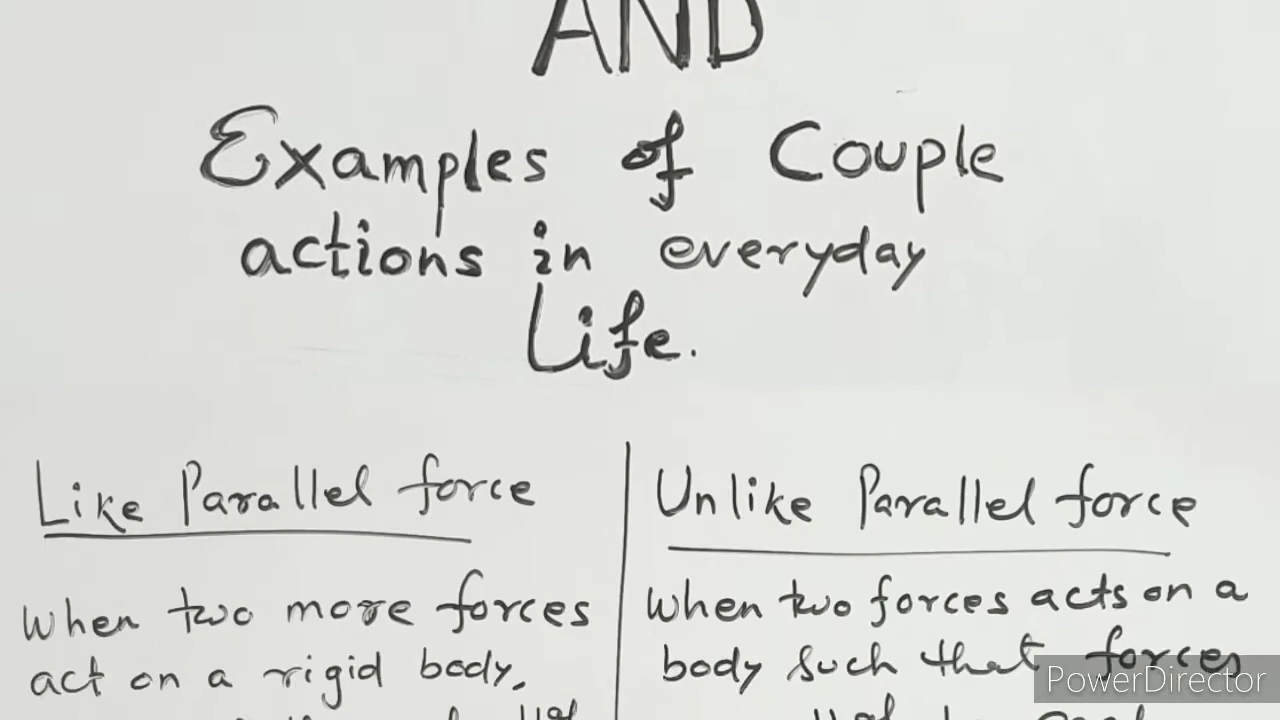 AND
Examples of Couple
actions in everyday
Life.
Like Parallel force
when two more forces
act on a rigid body.
Unlike Parallel force
when two forces acts on a
body such that forces
PowerDirector